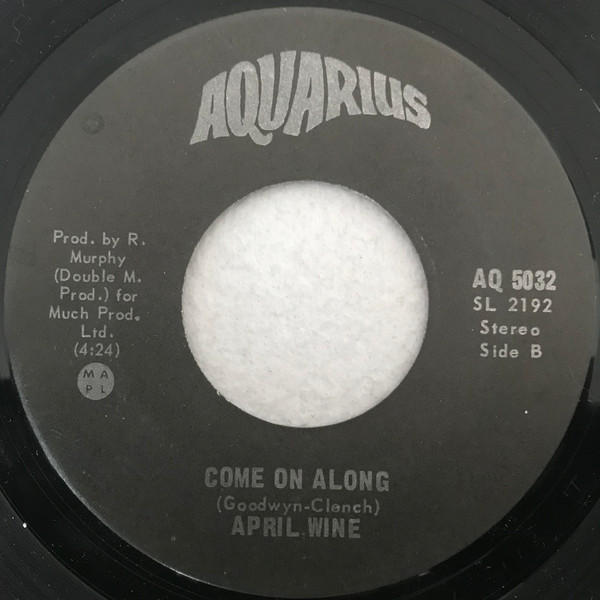 AQUARIUS
Prod. by R.
Murphy
(Double M.
Prod.) for
Much Prod.
Ltd.
(4:24)
M A
P L
AQ 5032
SL 2192
Stereo
Side B
COME ON ALONG
(Goodwyn-Clench)
APRIL WINE